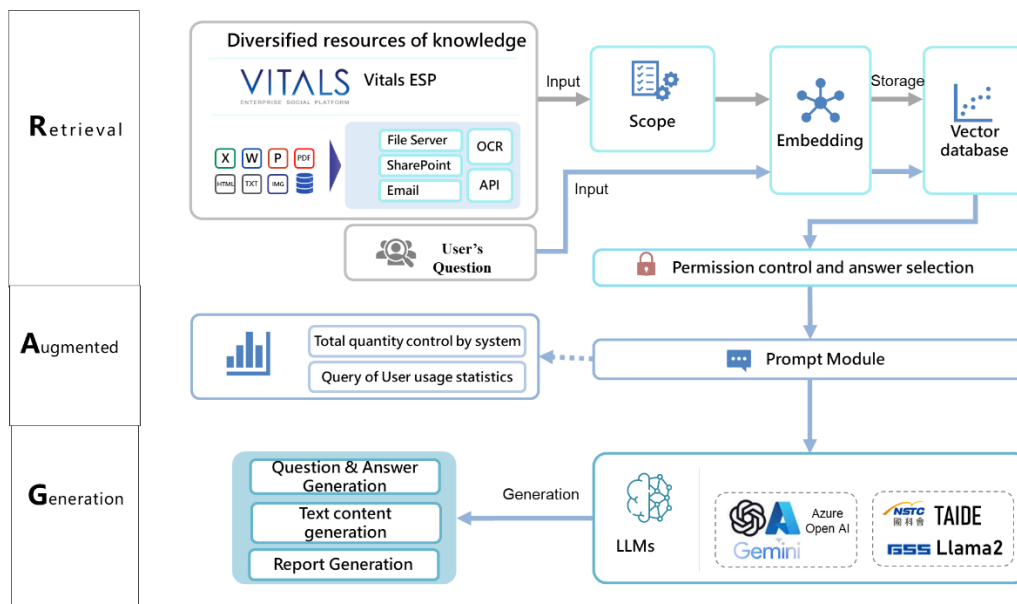 Retrieval
Diversified resources of knowledge
VITALS
ENTERPRISE SOCIAL PLATFORM
Vitals ESP
X W P PDF
HTML TXT IMG
File Server
SharePoint
Email
OCR
API
Input
Scope
Embedding
Storage
Vector
database
User's
Question
Input
Permission control and answer selection
Augmented
Total quantity control by system
Query of User usage statistics
Prompt Module
Generation
Question & Answer
Generation
Text content
generation
Report Generation
Generation
LLMs
Azure
Open AI
Gemini
NSTC
國科會
TAIDE
GSS Llama2